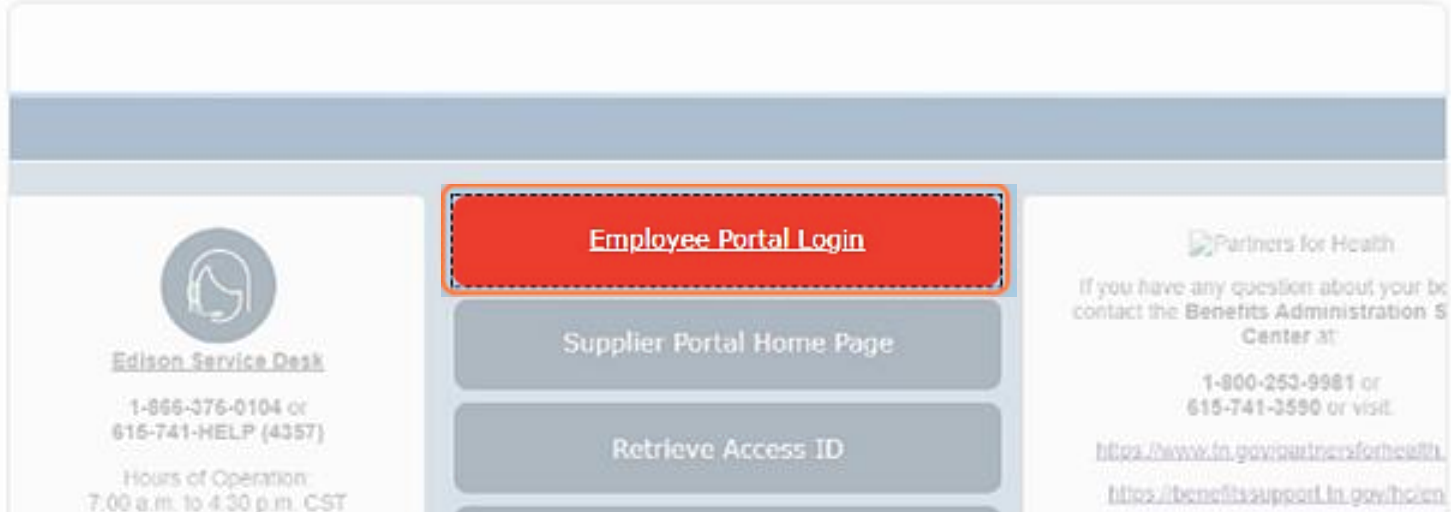 Employee Portal Login
Supplier Portal Home Page
Retrieve Access ID
Edison Service Desk
1-866-376-0104 or
615-741-HELP (4357)
Hours of Operation:
7:00 a.m. to 4:30 p.m. CST
Partners for Health
If you have any question about your be
contact the Benefits Administration S
Center at:
1-800-253-9981 or
615-741-3590 or visit:
https://www.tn.gov/partnersforhealth.
https://benefitssupport.tn.gov/hc/en